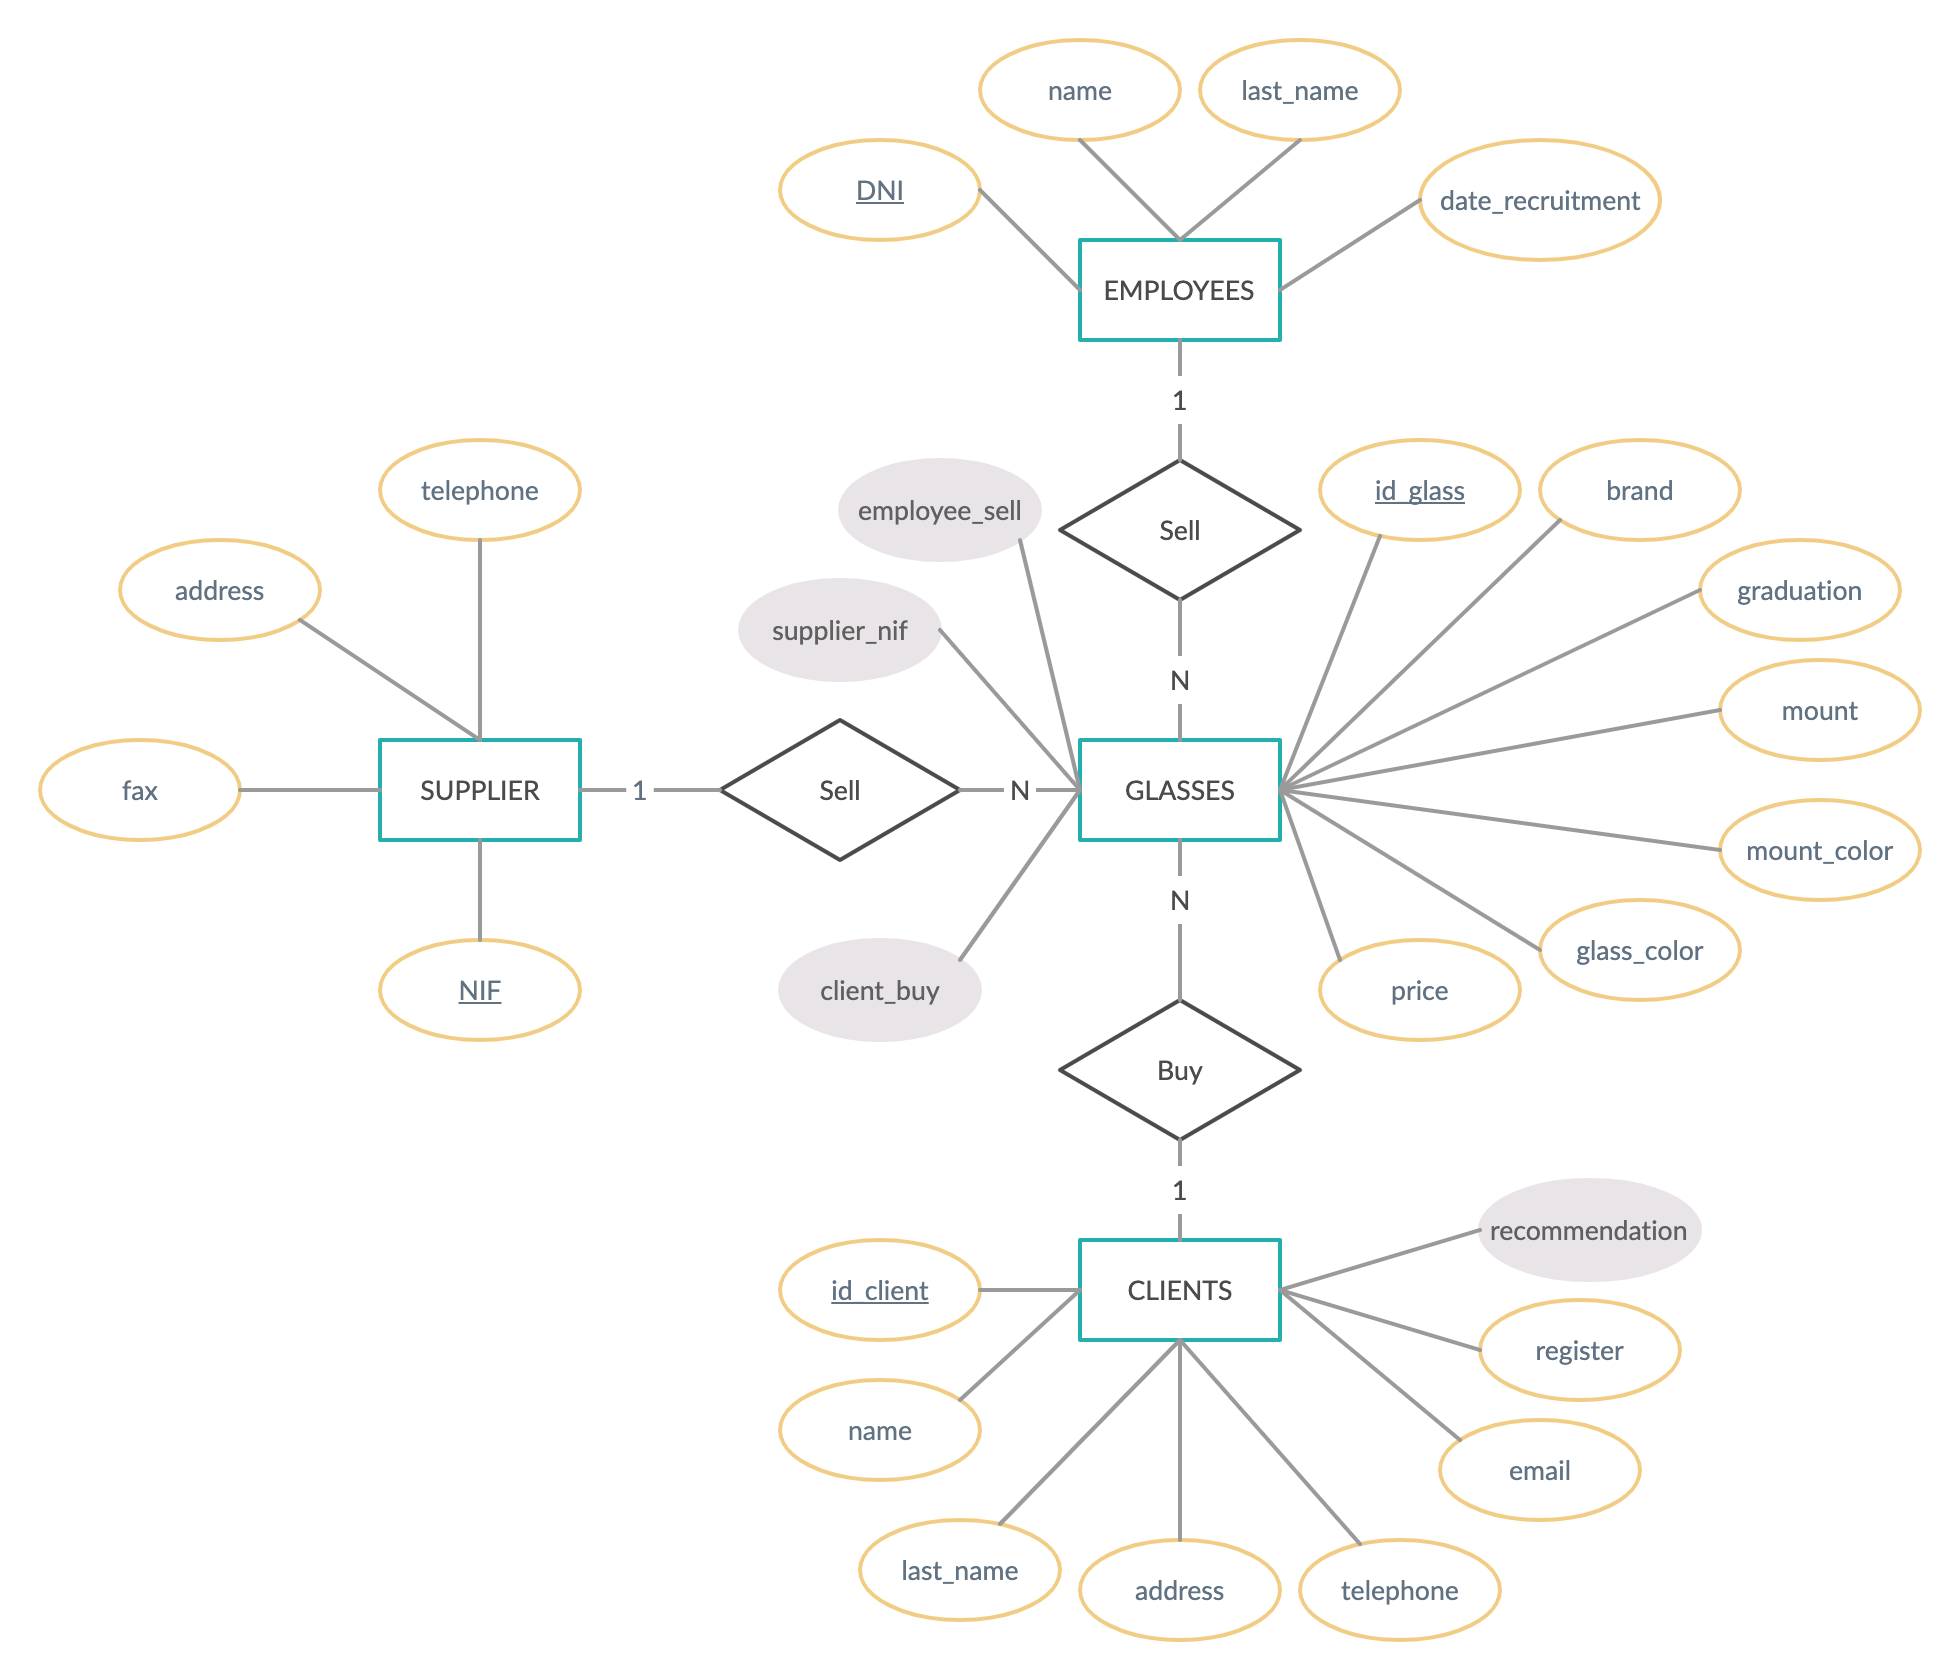 name
last_name
DNI
date_recruitment
EMPLOYEES
1
telephone
employee_sell
Sell
id_glass
brand
address
supplier_nif
graduation
N
mount
fax
SUPPLIER
1
Sell
N
GLASSES
mount_color
N
glass_color
NIF
client_buy
price
Buy
1
recommendation
id_client
CLIENTS
register
name
email
last_name
address
telephone